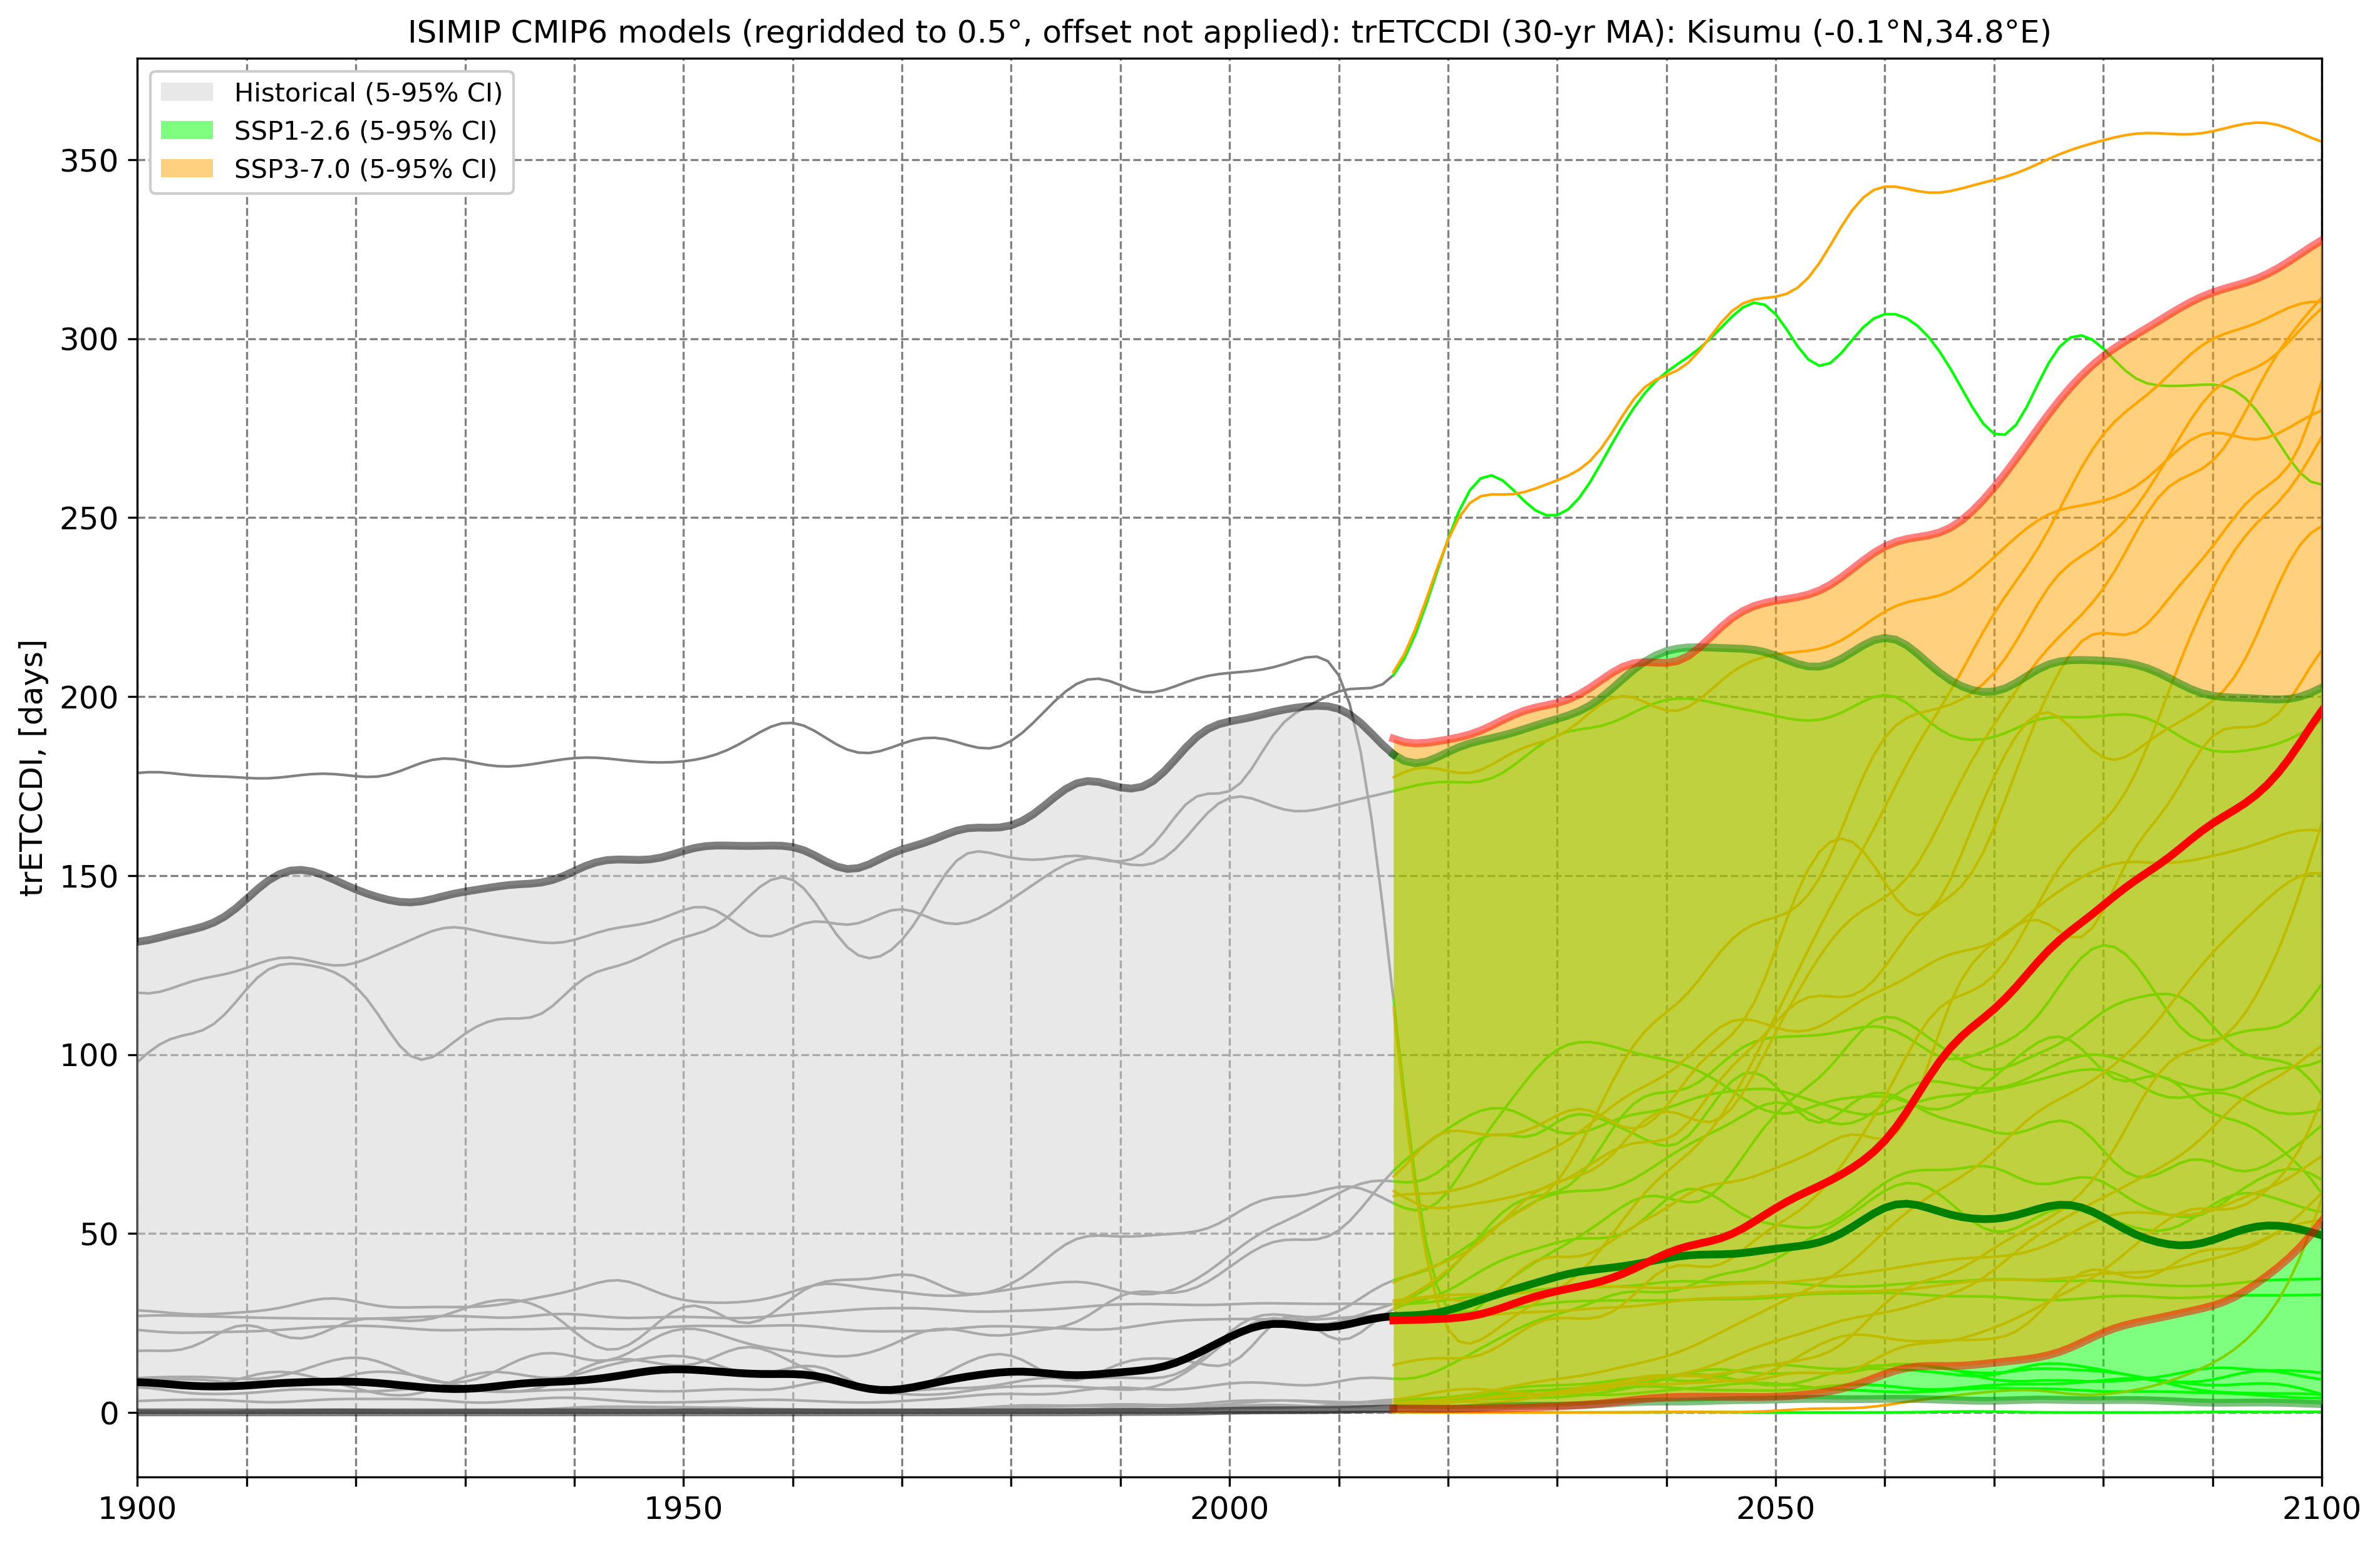 ISIMIP CMIP6 models (regridded to 0.5°, offset not applied): trETCCDI (30-yr MA): Kisumu (-0.1°N,34.8°E)
Historical (5-95% CI)
SSP1-2.6 (5-95% CI)
SSP3-7.0 (5-95% CI)
trETCCDI, [days]
350
300
250
200
150
100
50
0
1900
1950
2000
2050
2100